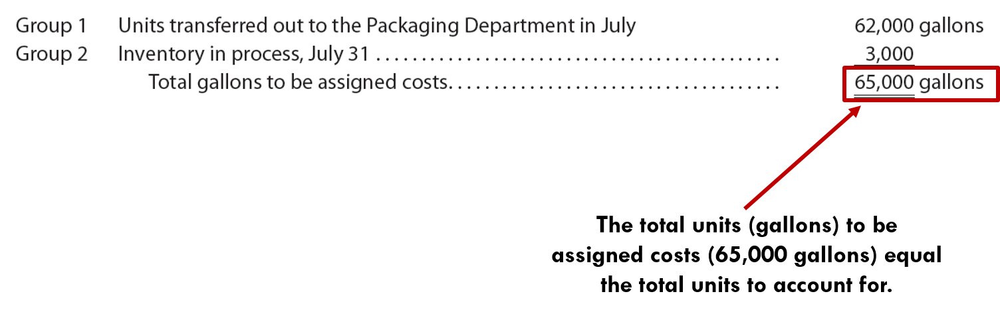 Group 1 Units transferred out to the Packaging Department in July 62,000 gallons
Group 2 Inventory in process, July 31 . . . . . . . . . . . . . . . . . . . . . . . . . . . . . . . . . . . . . . . . . . . . . 3,000
Total gallons to be assigned costs. . . . . . . . . . . . . . . . . . . . . . . . . . . . . . . . . . . . . 65,000 gallons
The total units (gallons) to be
assigned costs (65,000 gallons) equal
the total units to account for.